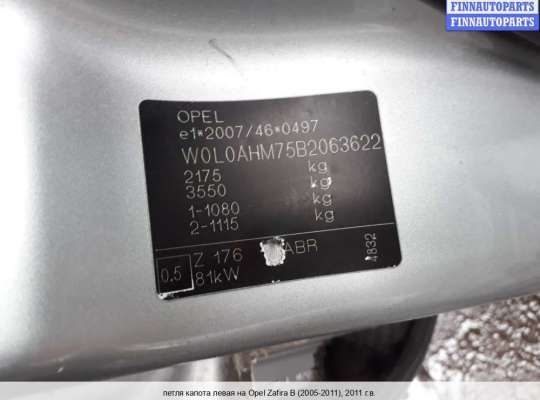 FINNAUTOPARTS
FINNAUTOPARTS
OPEL
e1*2007/46*0497
W0L0AHM75B2063622
2175 kg
3550 kg
1-1080 kg
2-1115 kg
0.5 Z 176 ABR 4832
81kW
петля капота левая на Opel Zafira B (2005-2011), 2011 г.в.